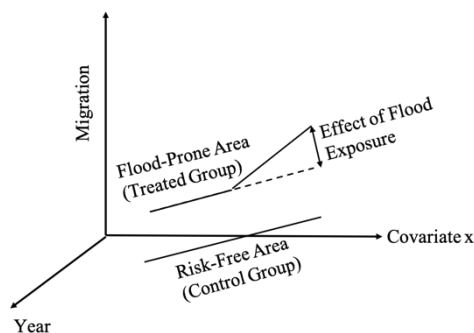 Migration
Flood-Prone Area
(Treated Group)
Effect of Flood
Exposure
Covariate x
Risk-Free Area
(Control Group)
Year